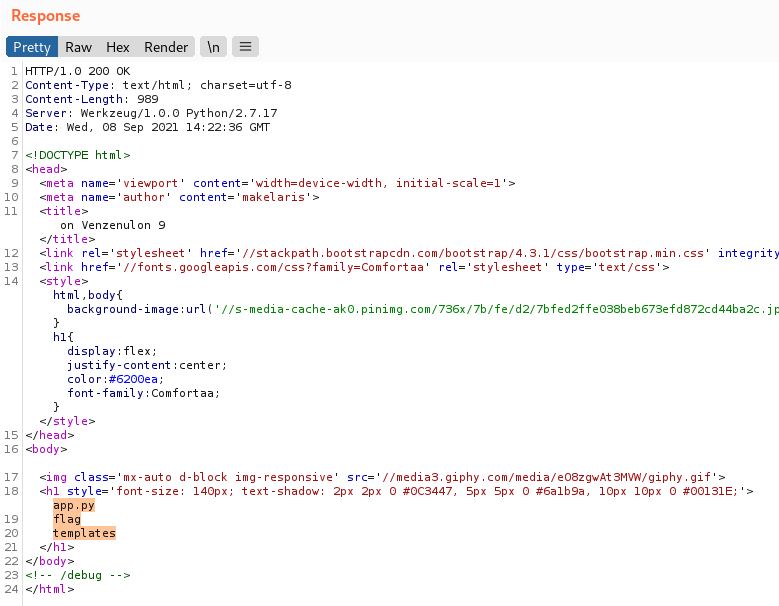 Response
Pretty Raw Hex Render \n
1 HTTP/1.0 200 OK
2 Content-Type: text/html; charset=utf-8
3 Content-Length: 989
4 Server: Werkzeug/1.0.0 Python/2.7.17
5 Date: Wed, 08 Sep 2021 14:22:36 GMT
6
7 <!DOCTYPE html>
8 <head>
9 <meta name='viewport' content='width=device-width, initial-scale=1'>
10 <meta name='author' content='makelaris'>
11 <title>
on Venzenulon 9
</title>
12 <link rel='stylesheet' href='//stackpath.bootstrapcdn.com/bootstrap/4.3.1/css/bootstrap.min.css' integrity
13 <link href='//fonts.googleapis.com/css?family=Comfortaa' rel='stylesheet' type='text/css'>
14 <style>
html,body{
background-image:url('//s-media-cache-ak0.pinimg.com/736x/7b/fe/d2/7bfed2ffe038beb673efd872cd44ba2c.jp
}
h1{
display:flex;
justify-content:center;
color:#6200ea;
font-family:Comfortaa;
}
</style>
15 </head>
16 <body>
17 <img class='mx-auto d-block img-responsive' src='//media3.giphy.com/media/eO8zgwAt3MVW/giphy.gif'>
18 <h1 style='font-size: 140px; text-shadow: 2px 2px 0 #0C3447, 5px 5px 0 #6a1b9a, 10px 10px 0 #00131E;'>
app.py
19 flag
20 templates
21 </h1>
22 </body>
23 <!-- /debug -->
24 </html>